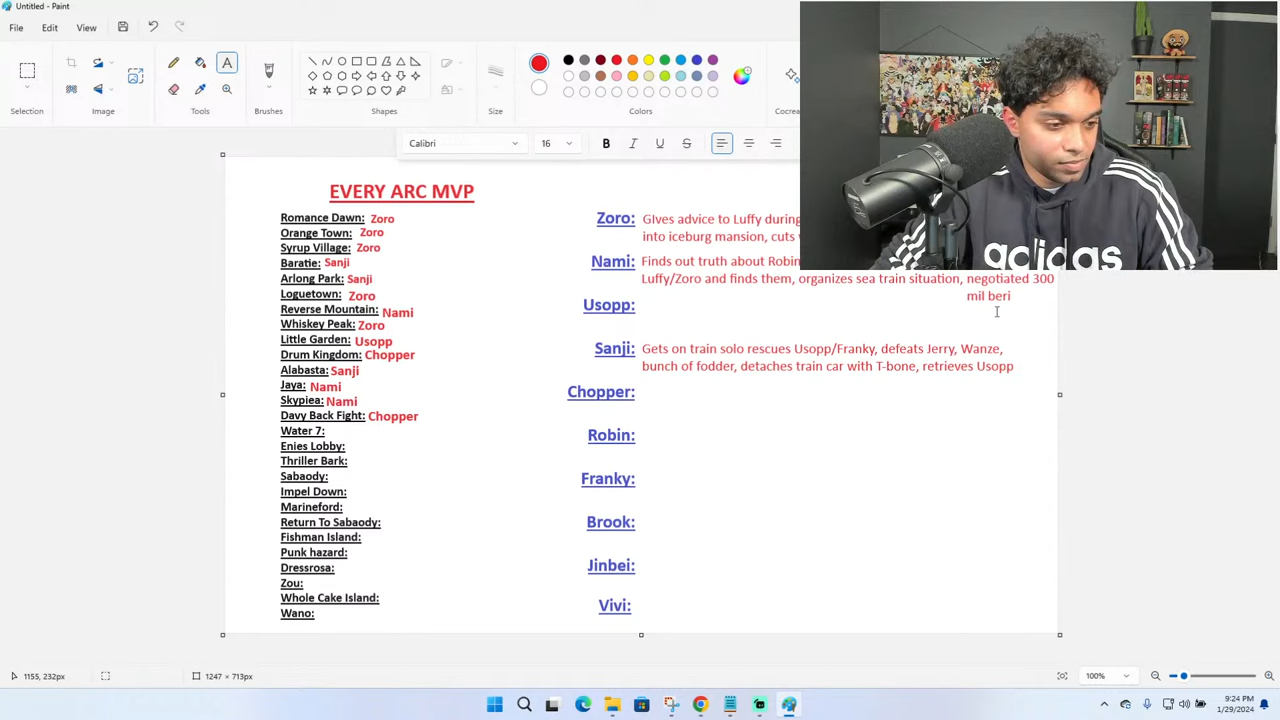 Untitled - Paint
File Edit View
Selection
Image
Tools
Brushes
Shapes
Size
Colors
Calibri 16 B I U S
EVERY ARC MVP
Romance Dawn: Zoro
Orange Town: Zoro
Syrup Village: Zoro
Baratie: Sanji
Arlong Park: Sanji
Loguetown: Zoro
Reverse Mountain: Nami
Whiskey Peak: Zoro
Little Garden: Usopp
Drum Kingdom: Chopper
Alabasta: Sanji
Jaya: Nami
Skypiea: Nami
Davy Back Fight: Chopper
Water 7:
Enies Lobby:
Thriller Bark:
Sabaody:
Impel Down:
Marineford:
Return To Sabaody:
Fishman Island:
Punk hazard:
Dressrosa:
Zou:
Whole Cake Island:
Wano:
Zoro: GIves advice to Luffy during
into iceburg mansion, cuts
Nami: Finds out truth about Robin
Luffy/Zoro and finds them, organizes sea train situation, negotiated 300
mil beri
Usopp:
Sanji: Gets on train solo rescues Usopp/Franky, defeats Jerry, Wanze,
bunch of fodder, detaches train car with T-bone, retrieves Usopp
Chopper:
Robin:
Franky:
Brook:
Jinbei:
Vivi:
adidas
1155, 232px
1247 × 713px
100%
9:24 PM
1/29/2024